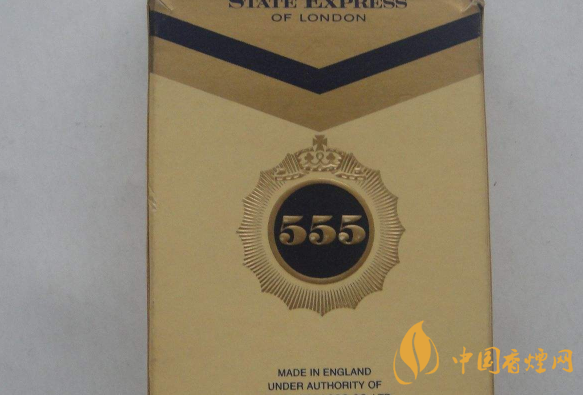 STATE EXPRESS
OF LONDON
555
MADE IN ENGLAND
UNDER AUTHORITY OF
中国香烟网